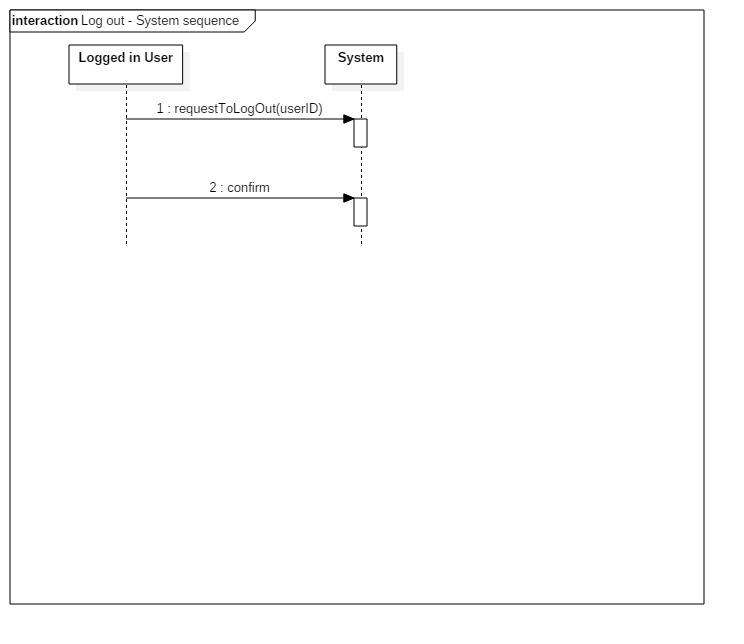 interaction Log out - System sequence
Logged in User
System
1 : requestToLogOut(userID)
2 : confirm